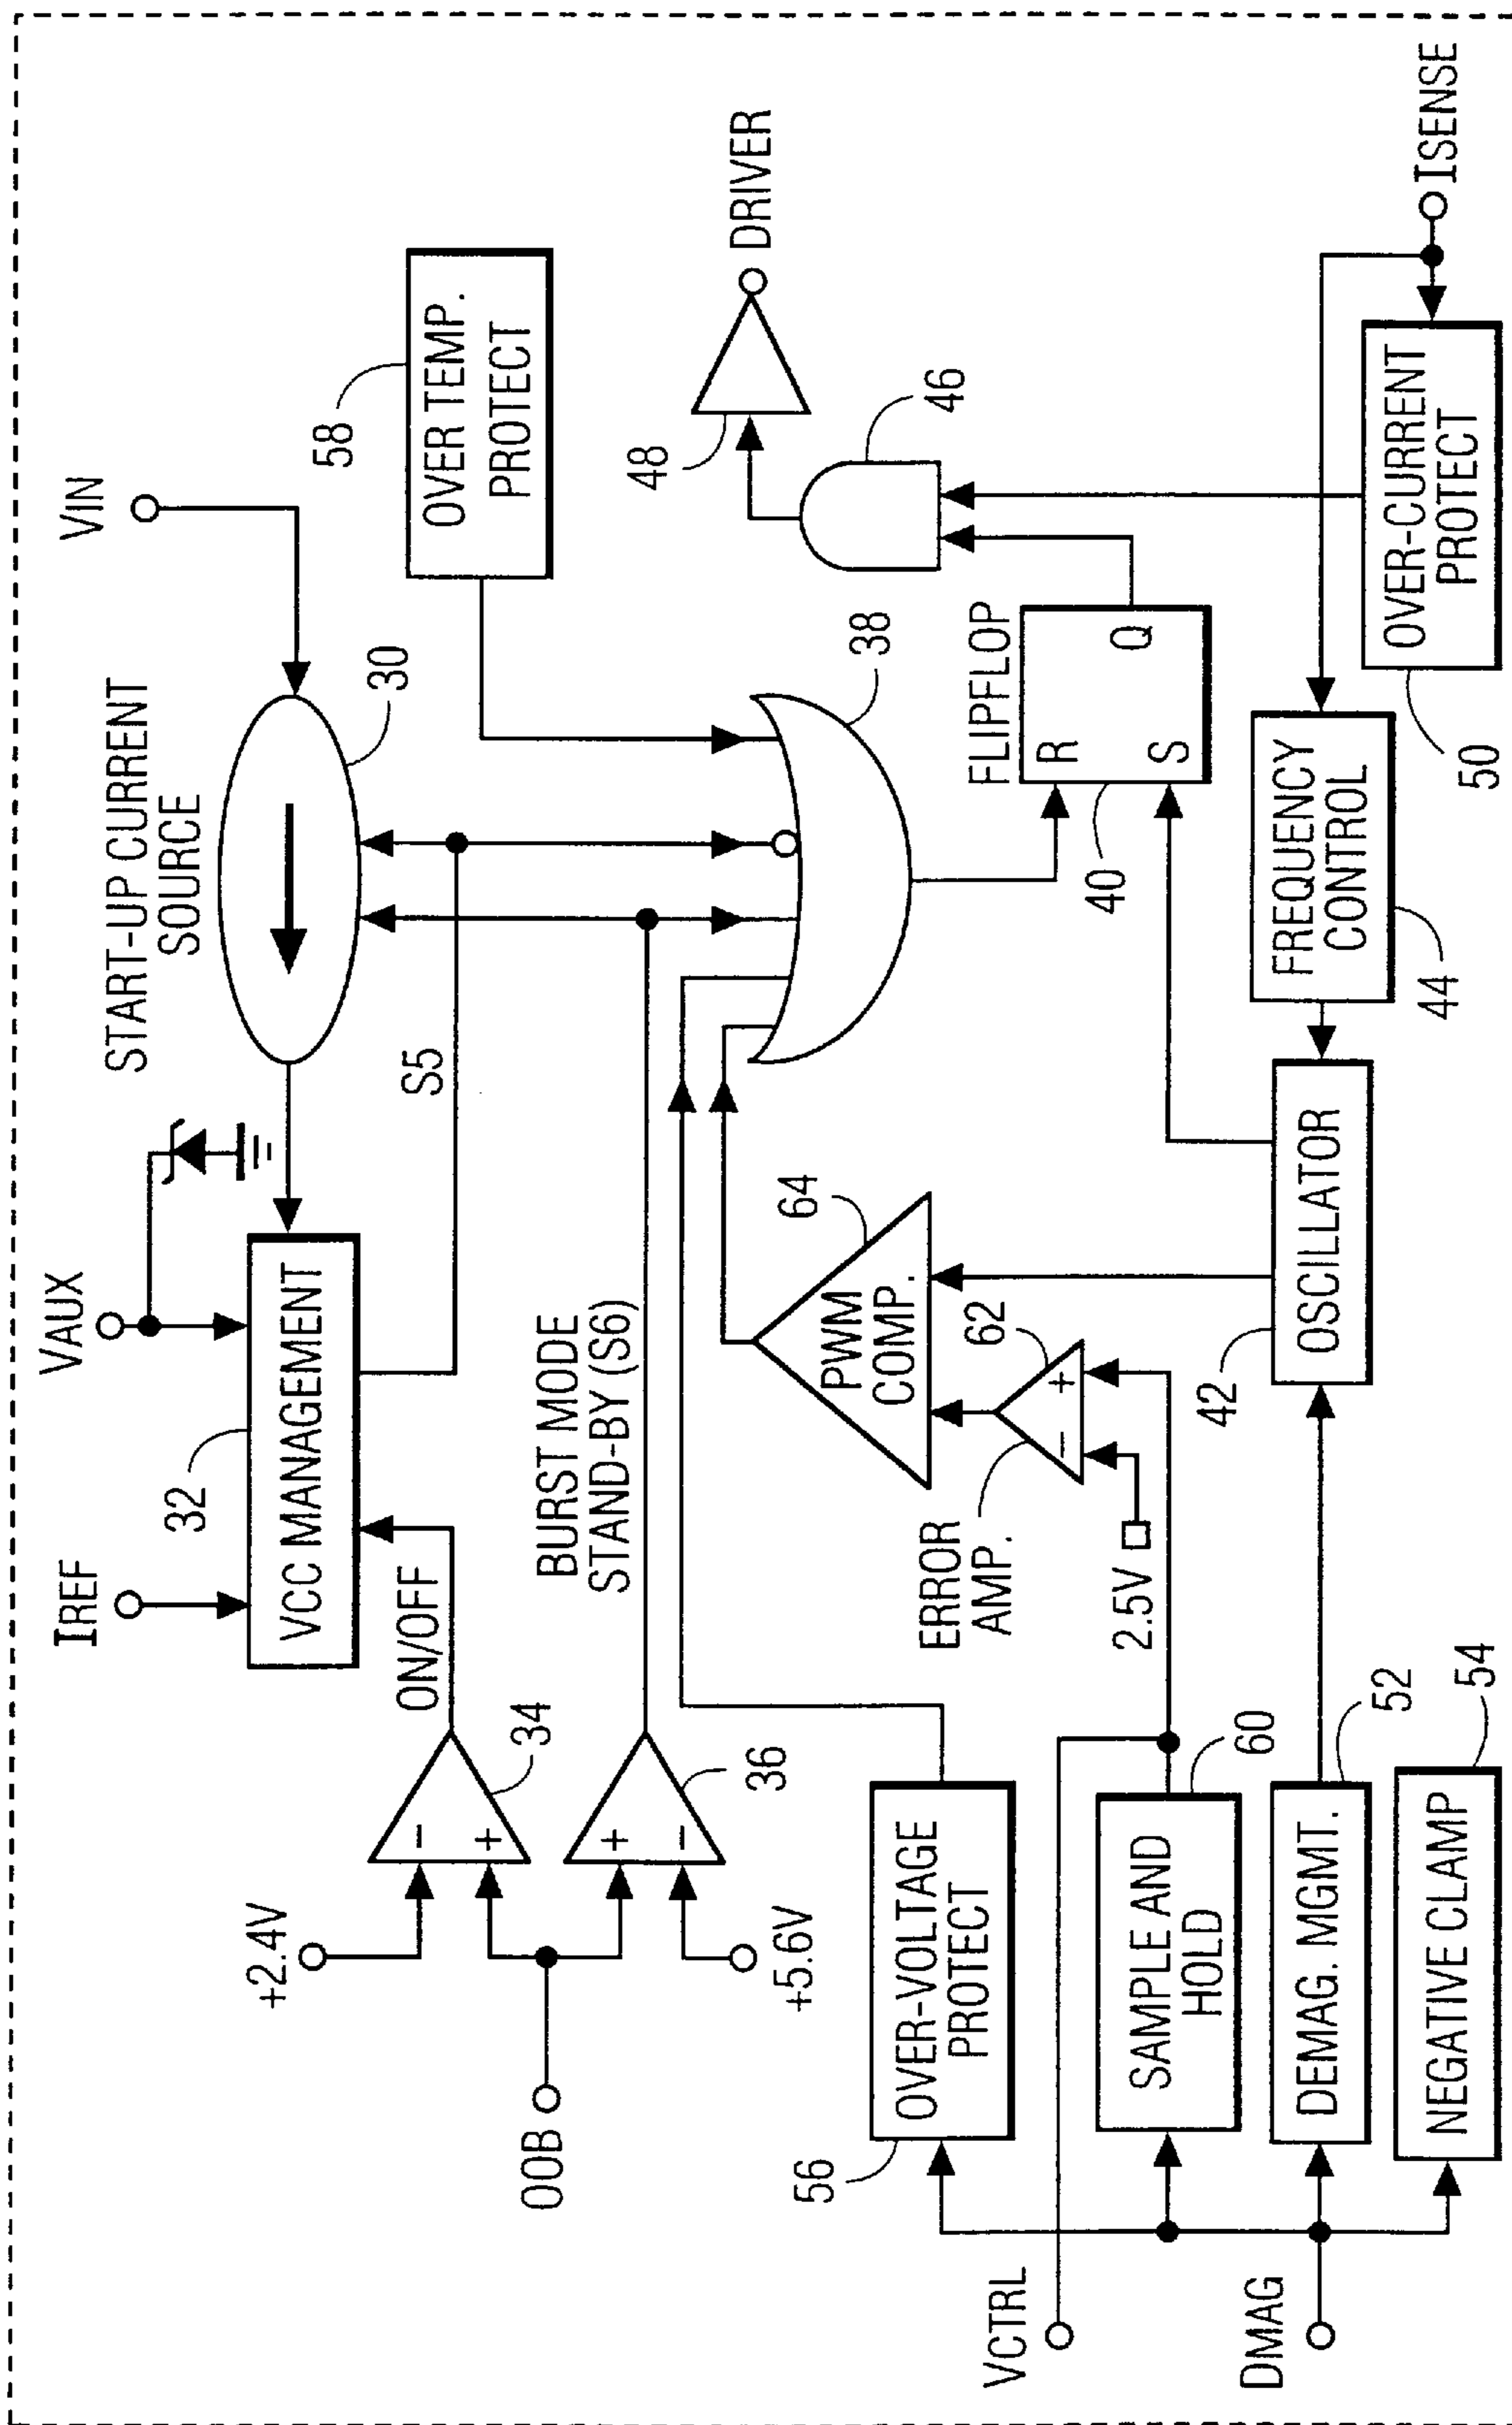 VIN
VAUX
IREF
START-UP CURRENT
SOURCE
30
32
VCC MANAGEMENT
58
OVER TEMP.
PROTECT
S5
ON/OFF
34
+2.4V
-
+
OOB
+
-
36
+5.6V
BURST MODE
STAND-BY (S6)
38
48
DRIVER
46
FLIPFLOP
R
S
Q
40
64
PWM
COMP.
62
+
-
ERROR
AMP.
2.5V
56
OVER-VOLTAGE
PROTECT
VCTRL
SAMPLE AND
HOLD
60
DMAG
DEMAG. MGMT.
52
NEGATIVE CLAMP
54
42
OSCILLATOR
FREQUENCY
CONTROL
44
OVER-CURRENT
PROTECT
50
ISENSE